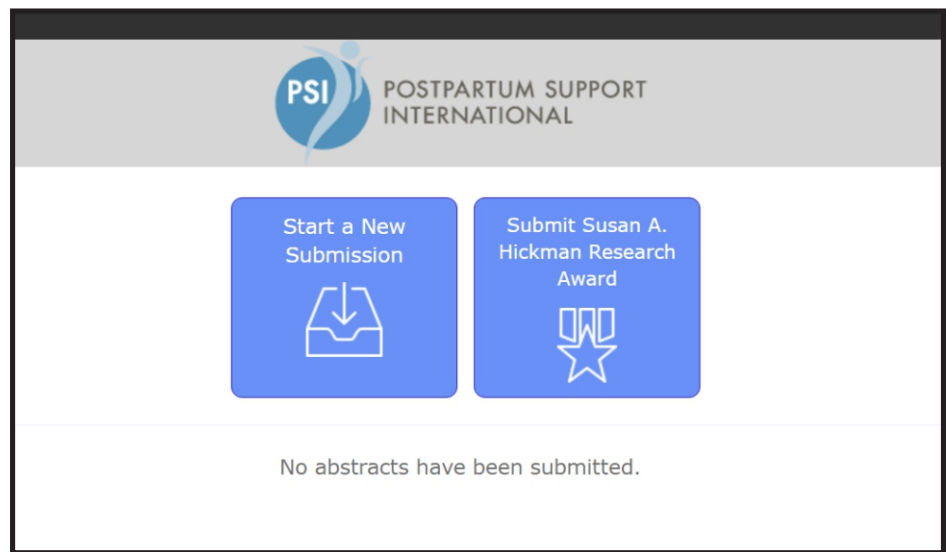 PSI
POSTPARTUM SUPPORT
INTERNATIONAL
Start a New
Submission
Submit Susan A.
Hickman Research
Award
No abstracts have been submitted.